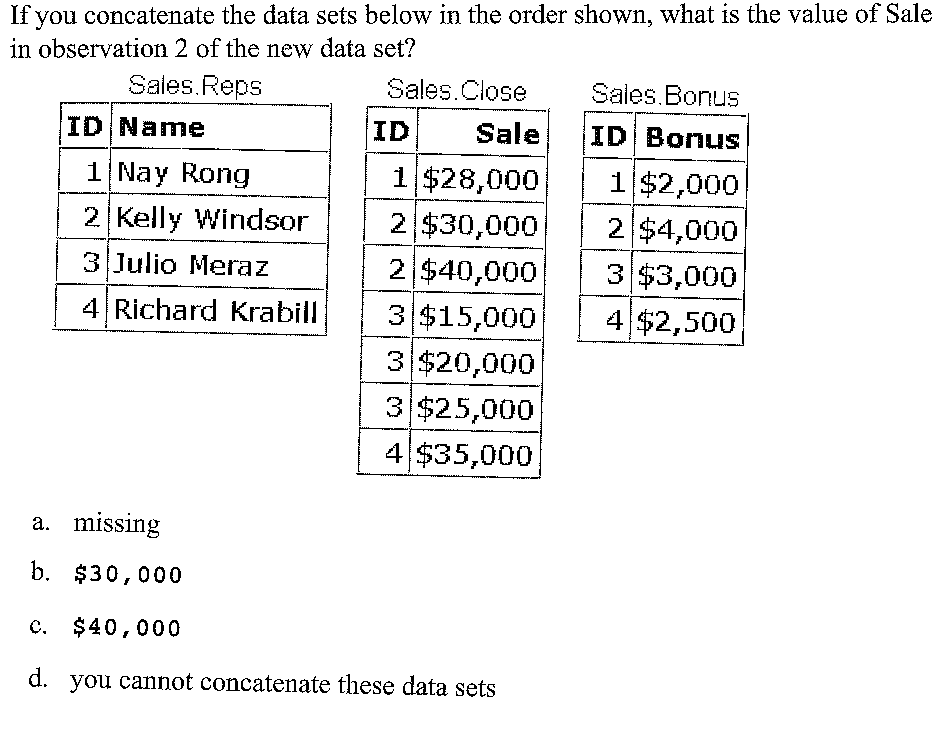 If you concatenate the data sets below in the order shown, what is the value of Sale
in observation 2 of the new data set?
Sales.Reps
ID Name
1 Nay Rong
2 Kelly Windsor
3 Julio Meraz
4 Richard Krabill
Sales.Close
ID Sale
1 $28,000
2 $30,000
2 $40,000
3 $15,000
3 $20,000
3 $25,000
4 $35,000
Sales.Bonus
ID Bonus
1 $2,000
2 $4,000
3 $3,000
4 $2,500
a. missing
b. $30,000
c. $40,000
d. you cannot concatenate these data sets